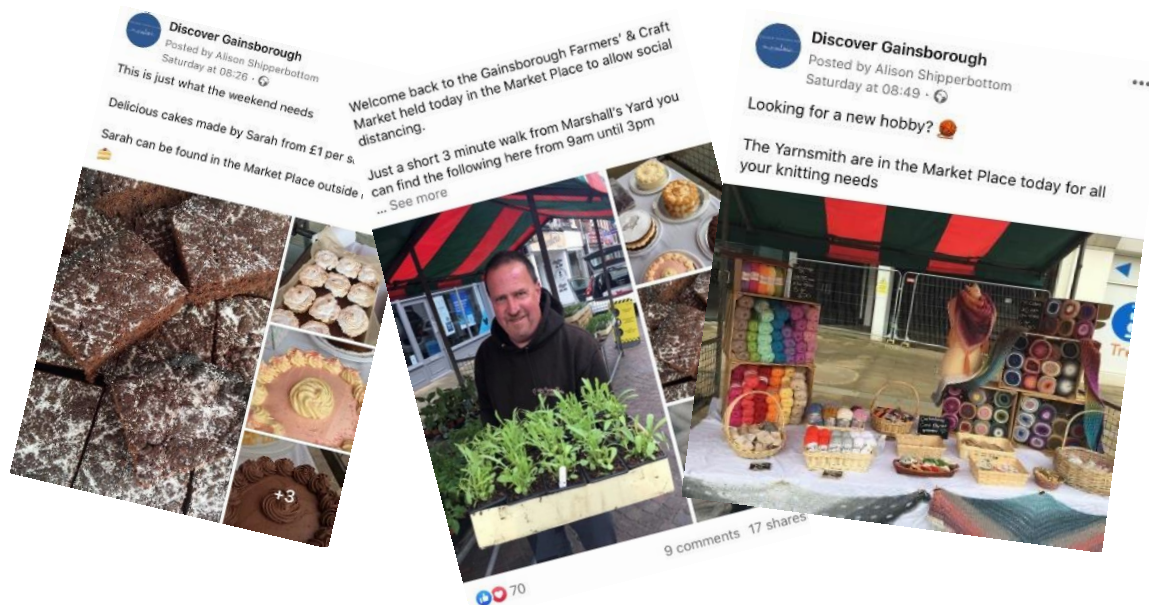 Discover Gainsborough
Posted by Alison Shipperbottom
Saturday at 08:26 ·
This is just what the weekend needs
Delicious cakes made by Sarah from £1 per
Sarah can be found in the Market Place outside
+3
Welcome back to the Gainsborough Farmers' & Craft
Market held today in the Market Place to allow social
distancing.
Just a short 3 minute walk from Marshall's Yard you
can find the following here from 9am until 3pm
... See more
9 comments 17 shares
70
Discover Gainsborough
Posted by Alison Shipperbottom
Saturday at 08:49 ·
Looking for a new hobby?
The Yarnsmith are in the Market Place today for all
your knitting needs